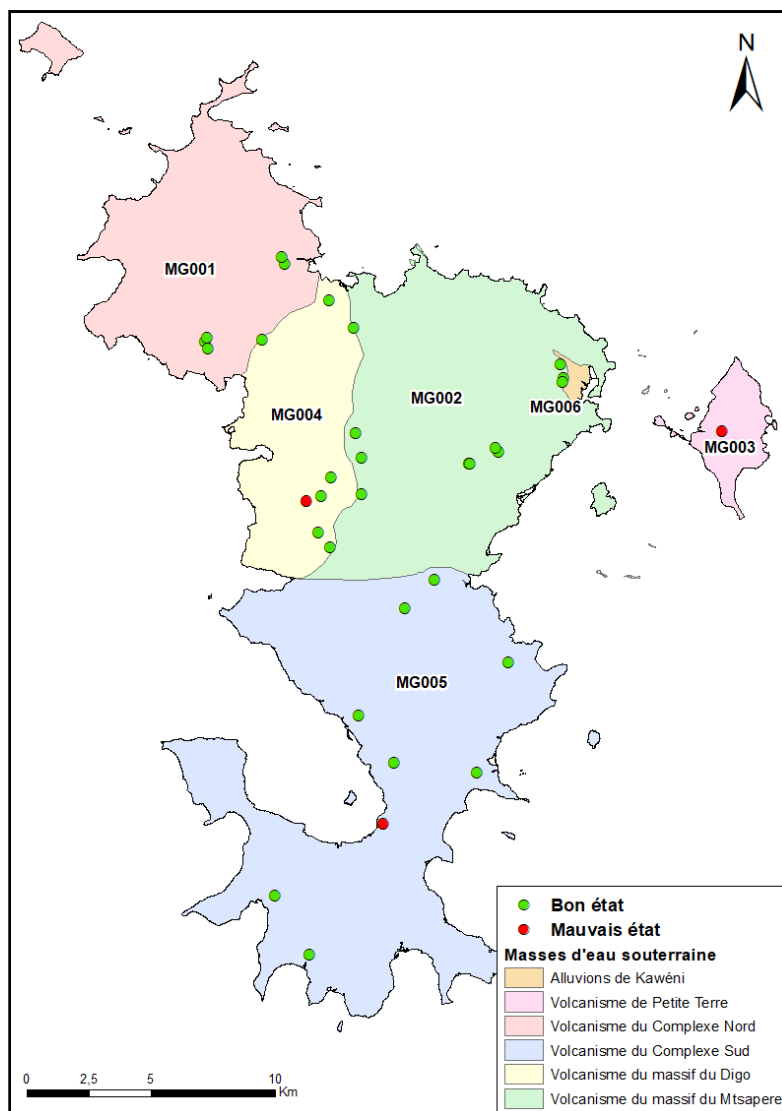 N
MG001
MG004
MG002
MG006
MG003
MG005
Bon état
Mauvais état
Masses d'eau souterraine
Alluvions de Kawéni
Volcanisme de Petite Terre
Volcanisme du Complexe Nord
Volcanisme du Complexe Sud
Volcanisme du massif du Digo
Volcanisme du massif du Mtsapere
0 2,5 5 10
Km